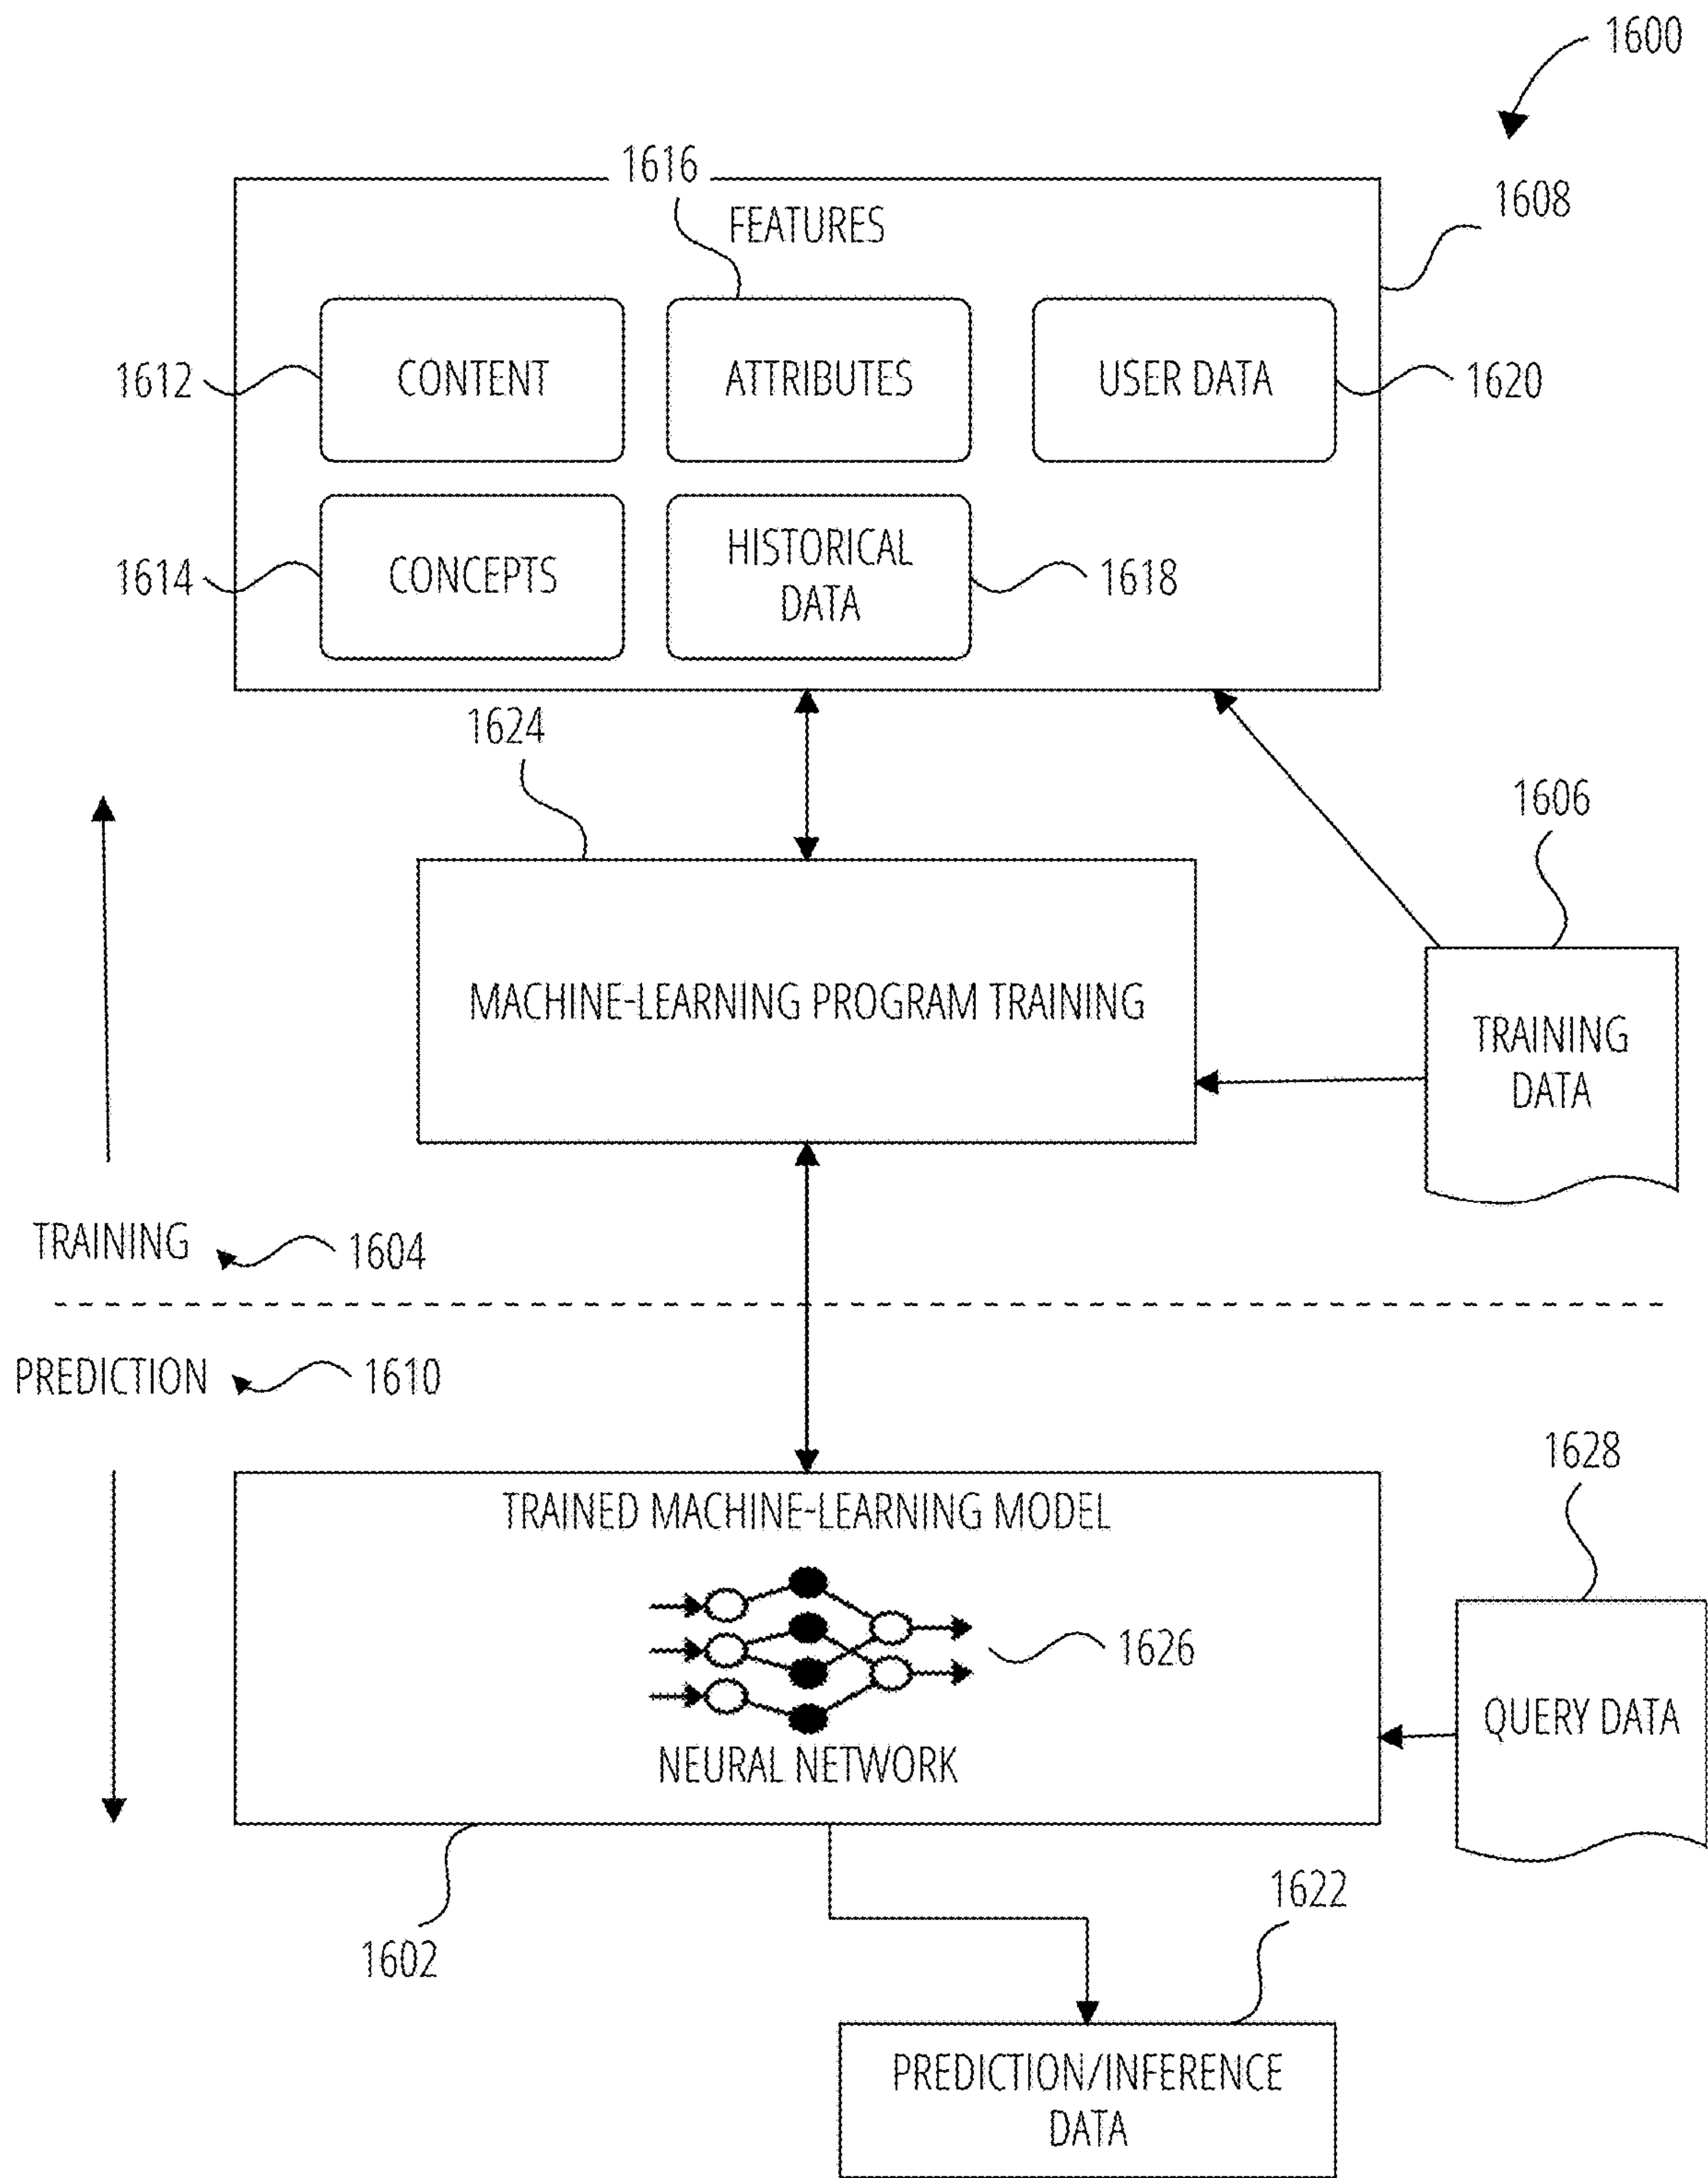 1600
1616
1608
FEATURES
1612
CONTENT
ATTRIBUTES
USER DATA
1620
1614
CONCEPTS
HISTORICAL
DATA
1618
1624
1606
MACHINE-LEARNING PROGRAM TRAINING
TRAINING
DATA
TRAINING
1604
PREDICTION
1610
1628
TRAINED MACHINE-LEARNING MODEL
1626
QUERY DATA
NEURAL NETWORK
1602
1622
PREDICTION/INFERENCE
DATA